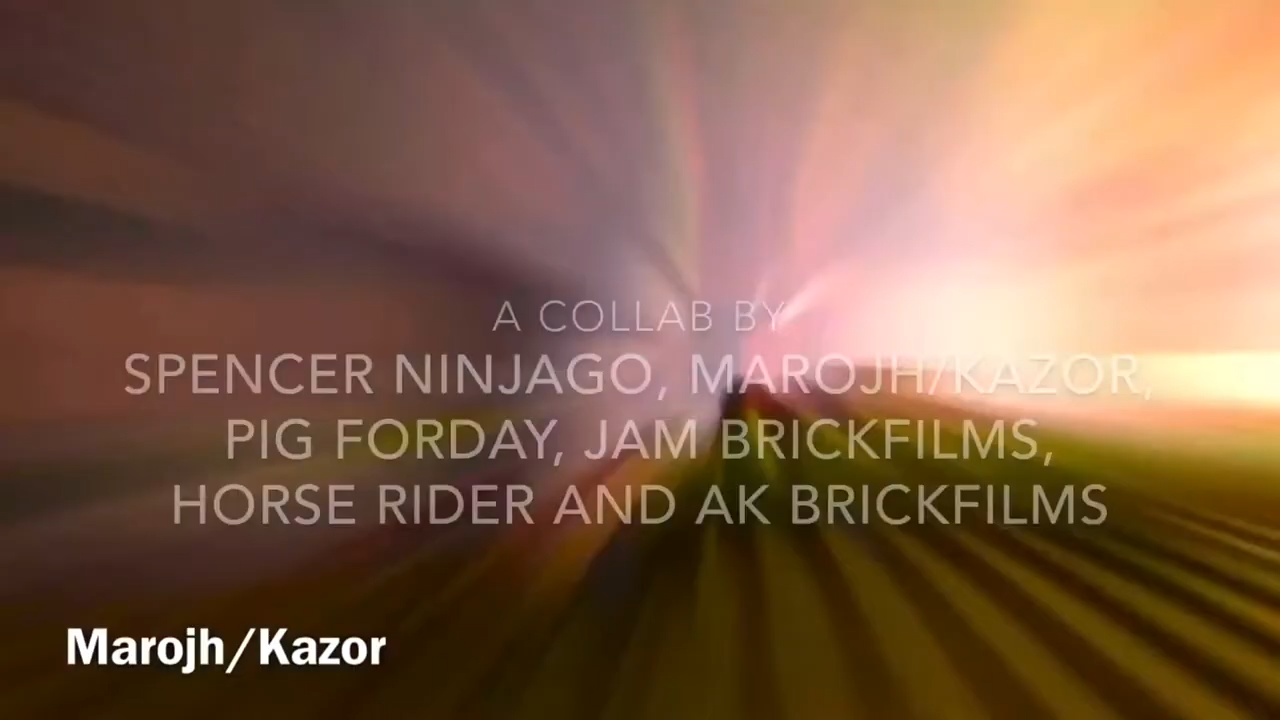 A COLLAB BY
SPENCER NINJAGO, MAROJH/KAZOR,
PIG FORDAY, JAM BRICKFILMS,
HORSE RIDER AND AK BRICKFILMS
Marojh/Kazor